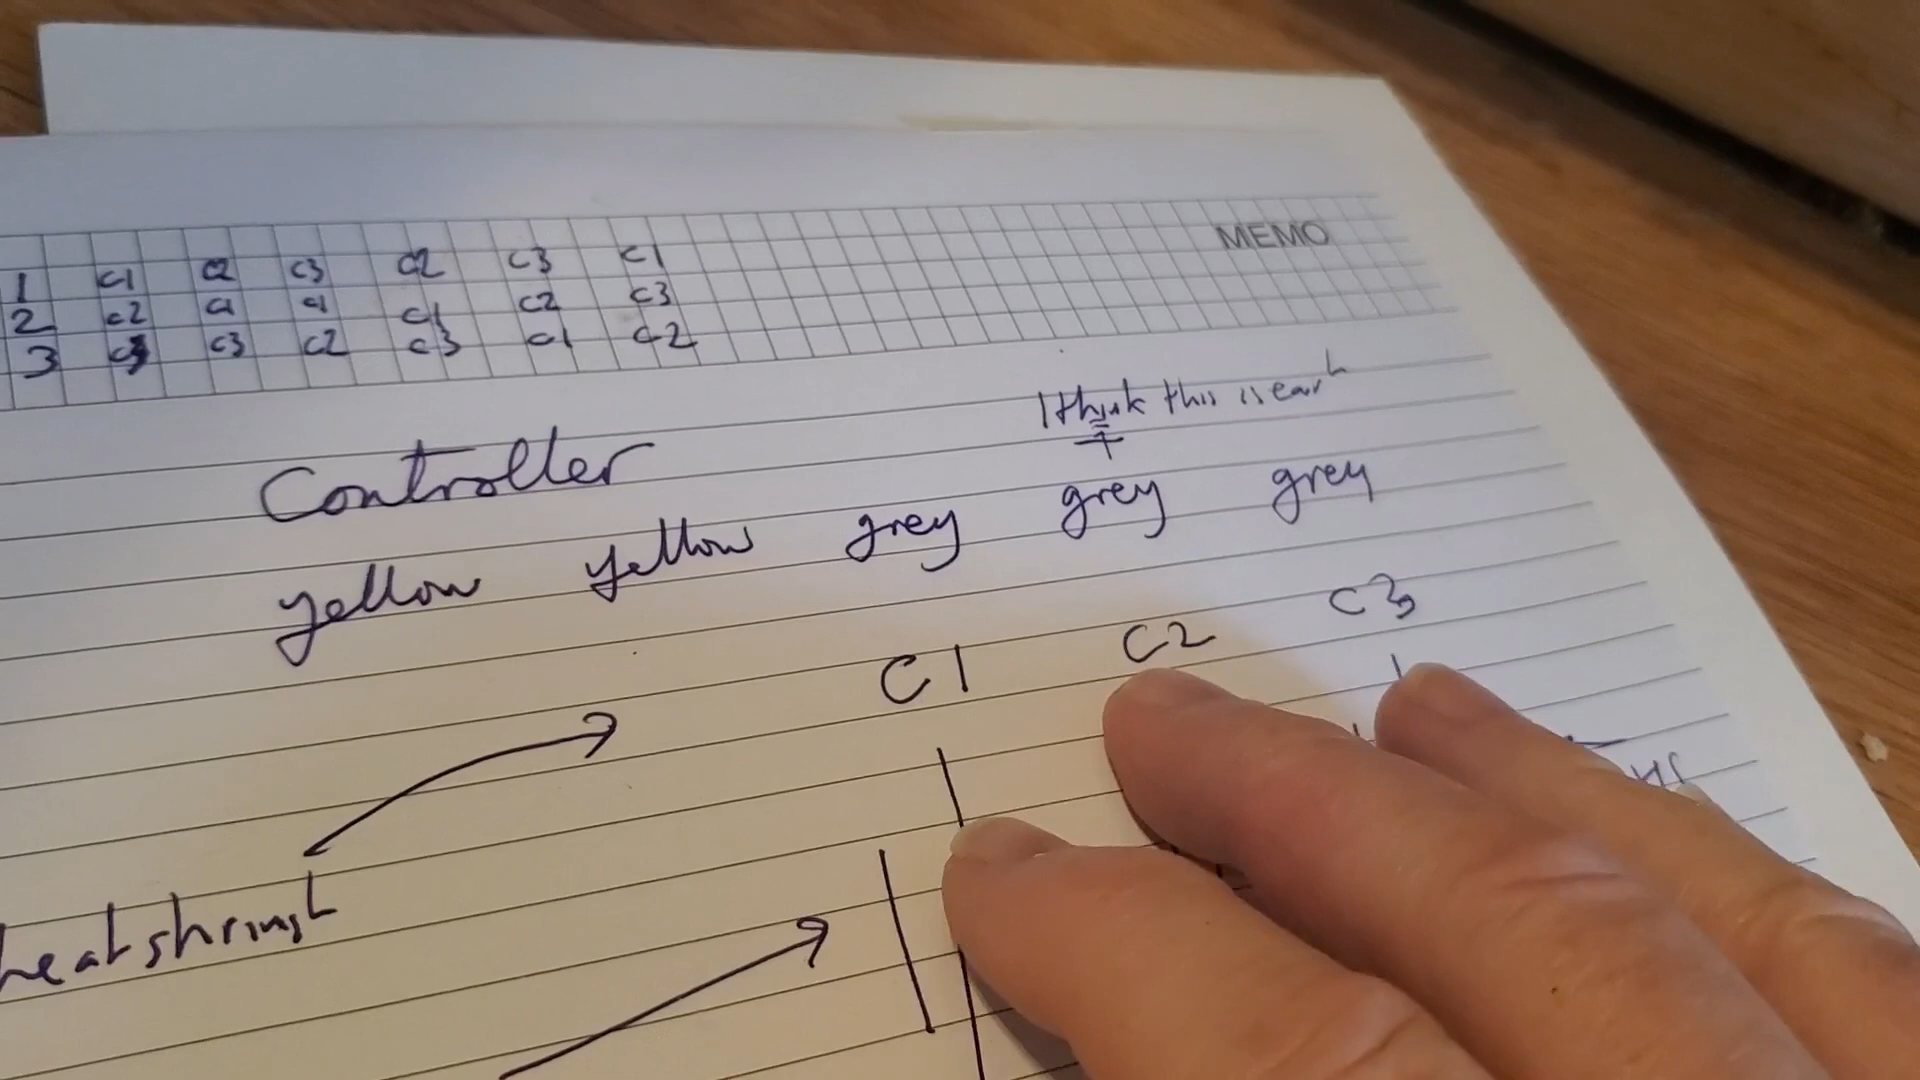 MEMO
1 C1 C2 C3 C2 C3 C1
2 C2 C1 C1 C1 C2 C3
3 C3 C3 C2 C3 C1 C2
I think this is earth
Controller
yellow yellow grey grey grey
C1 C2 C3
heatshrink